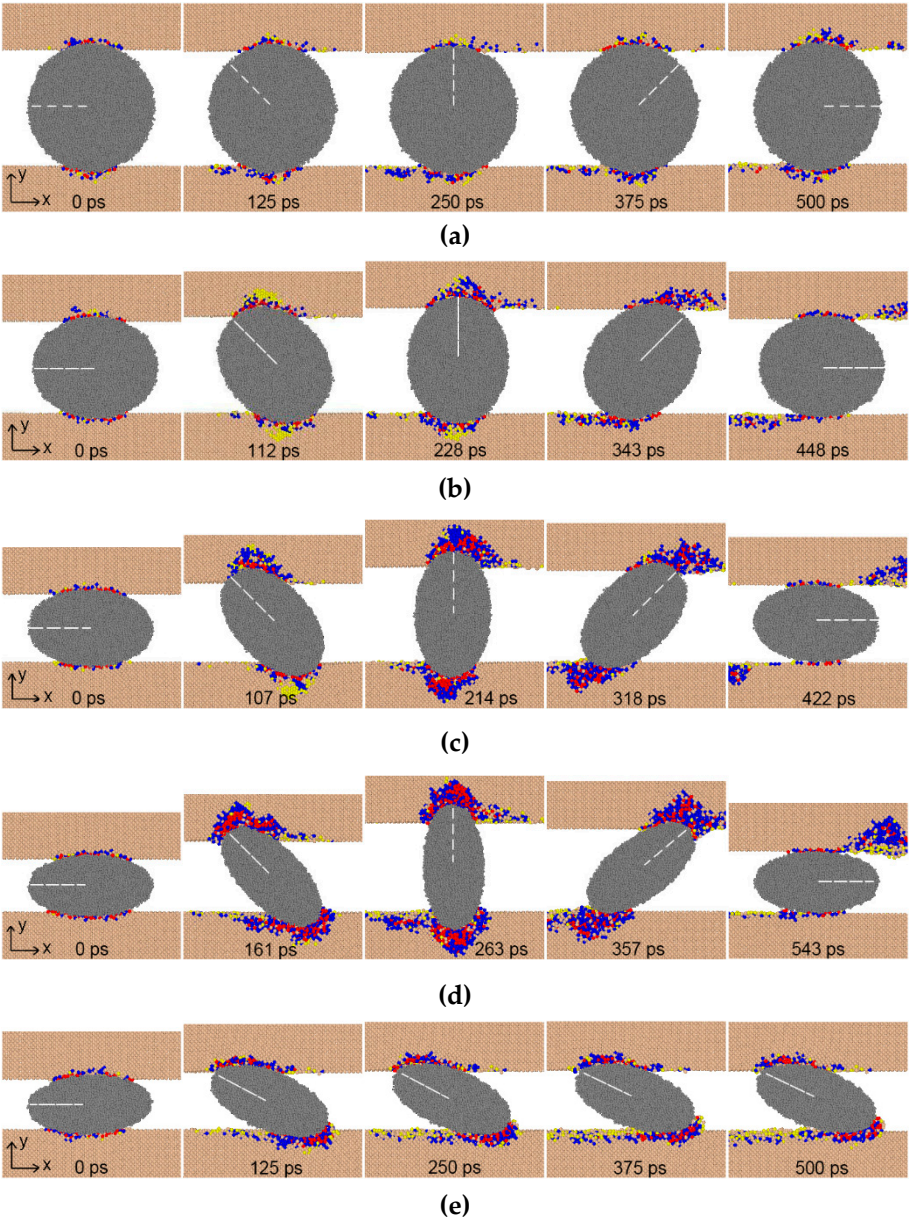 y
x 0 ps 125 ps 250 ps 375 ps 500 ps
(a)
y
x 0 ps 112 ps 228 ps 343 ps 448 ps
(b)
y
x 0 ps 107 ps 214 ps 318 ps 422 ps
(c)
y
x 0 ps 161 ps 263 ps 357 ps 543 ps
(d)
y
x 0 ps 125 ps 250 ps 375 ps 500 ps
(e)